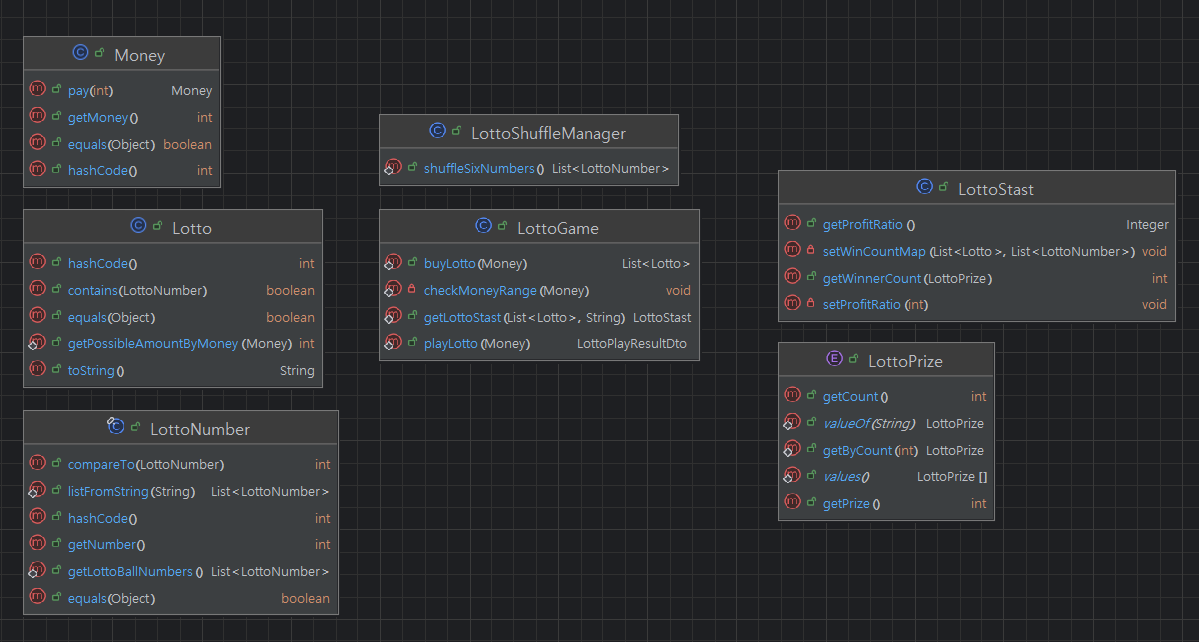 Money
pay(int) Money
getMoney() int
equals(Object) boolean
hashCode() int
Lotto
hashCode() int
contains(LottoNumber) boolean
equals(Object) boolean
getPossibleAmountByMoney (Money) int
toString() String
LottoNumber
compareTo(LottoNumber) int
listFromString(String) List<LottoNumber>
hashCode() int
getNumber() int
getLottoBallNumbers () List<LottoNumber>
equals(Object) boolean
LottoShuffleManager
shuffleSixNumbers() List<LottoNumber>
LottoGame
buyLotto(Money) List<Lotto>
checkMoneyRange (Money) void
getLottoStast(List<Lotto>, String) LottoStast
playLotto (Money) LottoPlayResultDto
LottoStast
getProfitRatio () Integer
setWinCountMap (List<Lotto>, List<LottoNumber>) void
getWinnerCount(LottoPrize) int
setProfitRatio (int) void
LottoPrize
getCount() int
valueOf(String) LottoPrize
getByCount(int) LottoPrize
values() LottoPrize []
getPrize() int